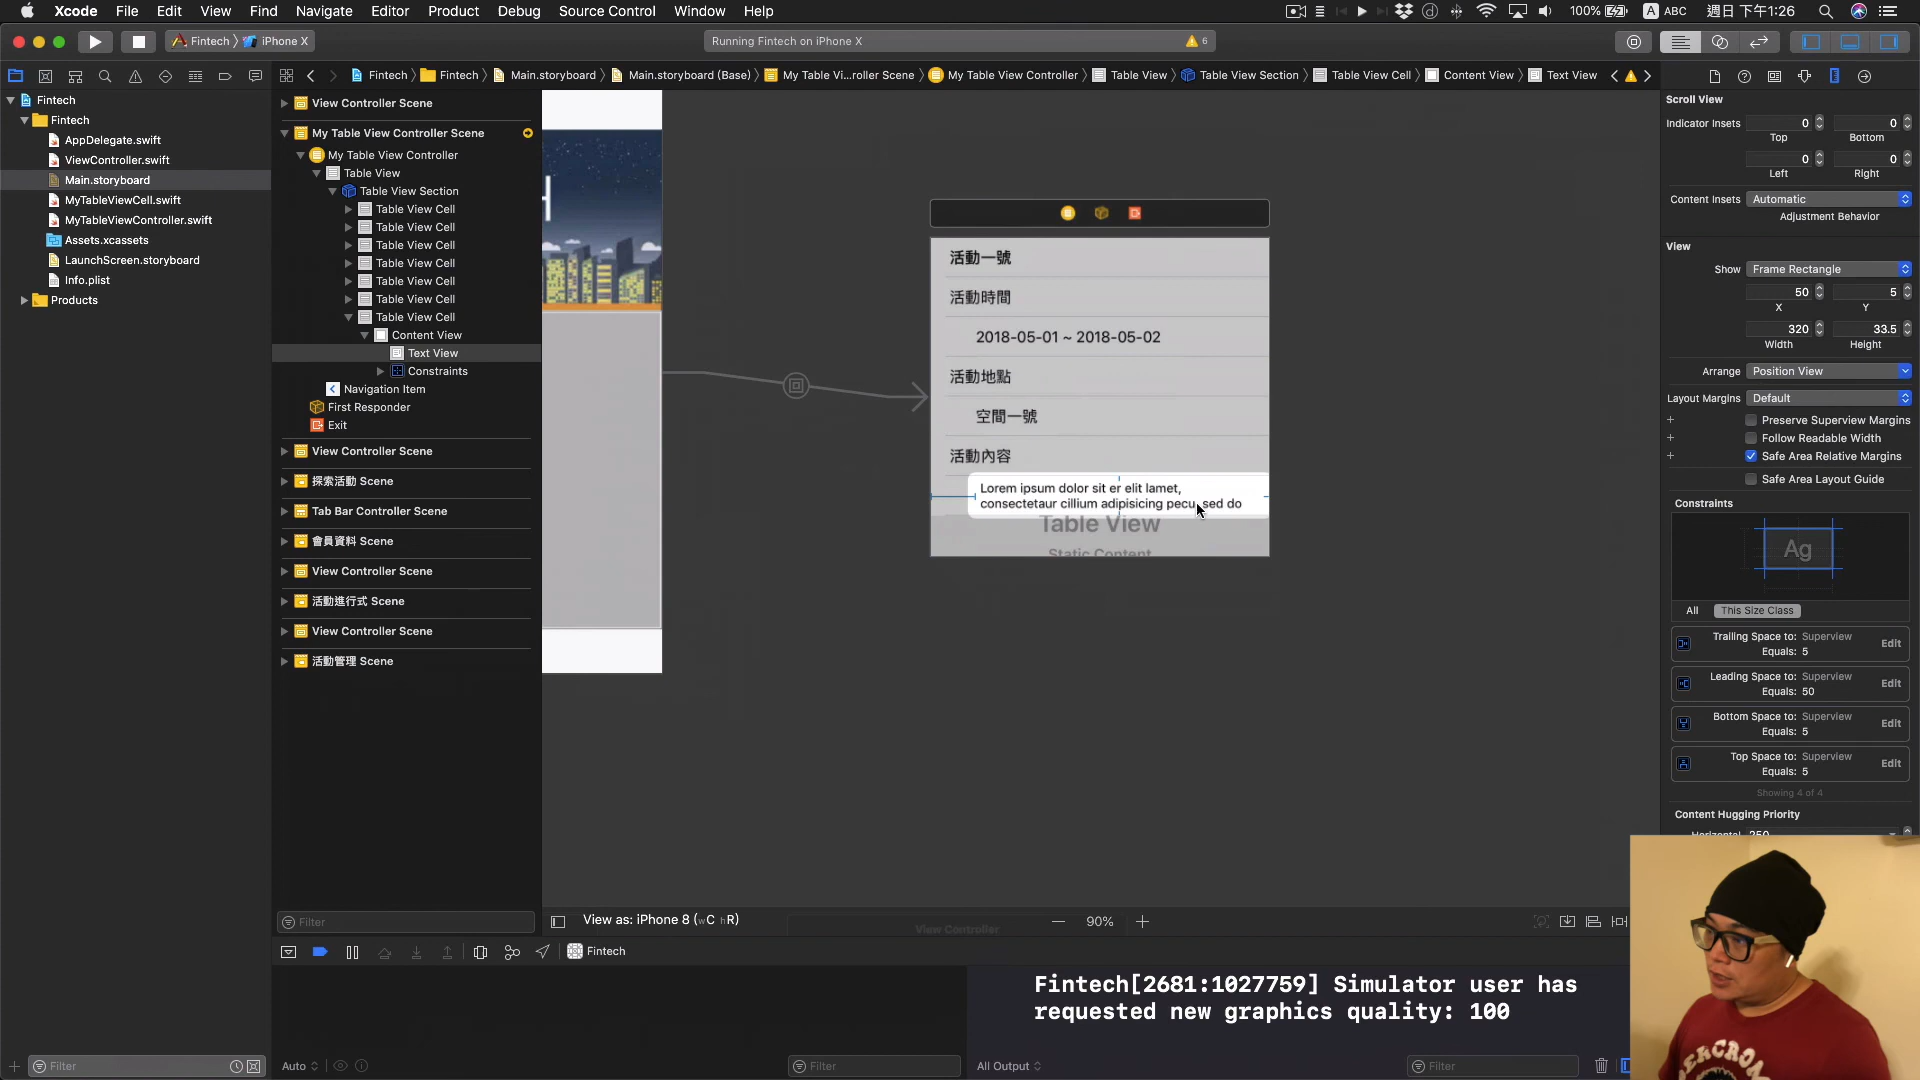 Xcode File Edit View Find Navigate Editor Product Debug Source Control Window Help
100% A ABC 週日 下午1:26
Fintech iPhone X
Running Fintech on iPhone X
6
Fintech Fintech Main.storyboard Main.storyboard (Base) My Table Vi...roller Scene My Table View Controller Table View Table View Section Table View Cell Content View Text View
Fintech
Fintech
AppDelegate.swift
ViewController.swift
Main.storyboard
MyTableViewCell.swift
MyTableViewController.swift
Assets.xcassets
LaunchScreen.storyboard
Info.plist
Products
Filter
View Controller Scene
My Table View Controller Scene
My Table View Controller
Table View
Table View Section
Table View Cell
Table View Cell
Table View Cell
Table View Cell
Table View Cell
Table View Cell
Table View Cell
Content View
Text View
Constraints
Navigation Item
First Responder
Exit
View Controller Scene
探索活動 Scene
Tab Bar Controller Scene
會員資料 Scene
View Controller Scene
活動進行式 Scene
View Controller Scene
活動管理 Scene
Filter
活動一號
活動時間
2018-05-01 ~ 2018-05-02
活動地點
空間一號
活動內容
Lorem ipsum dolor sit er elit lamet,
consectetaur cillium adipisicing pecu, sed do
Table View
Static Content
View as: iPhone 8 (wC hR)
View Controller
90%
Fintech
Fintech[2681:1027759] Simulator user has
requested new graphics quality: 100
Auto
Filter
All Output
Filter
Scroll View
Indicator Insets 0 0
Top Bottom
0 0
Left Right
Content Insets Automatic
Adjustment Behavior
View
Show Frame Rectangle
50 5
X Y
320 33.5
Width Height
Arrange Position View
Layout Margins Default
Preserve Superview Margins
Follow Readable Width
Safe Area Relative Margins
Safe Area Layout Guide
Constraints
Ag
All This Size Class
Trailing Space to: Superview
Equals: 5
Edit
Leading Space to: Superview
Equals: 50
Edit
Bottom Space to: Superview
Equals: 5
Edit
Top Space to: Superview
Equals: 5
Edit
Showing 4 of 4
Content Hugging Priority
Horizontal 250